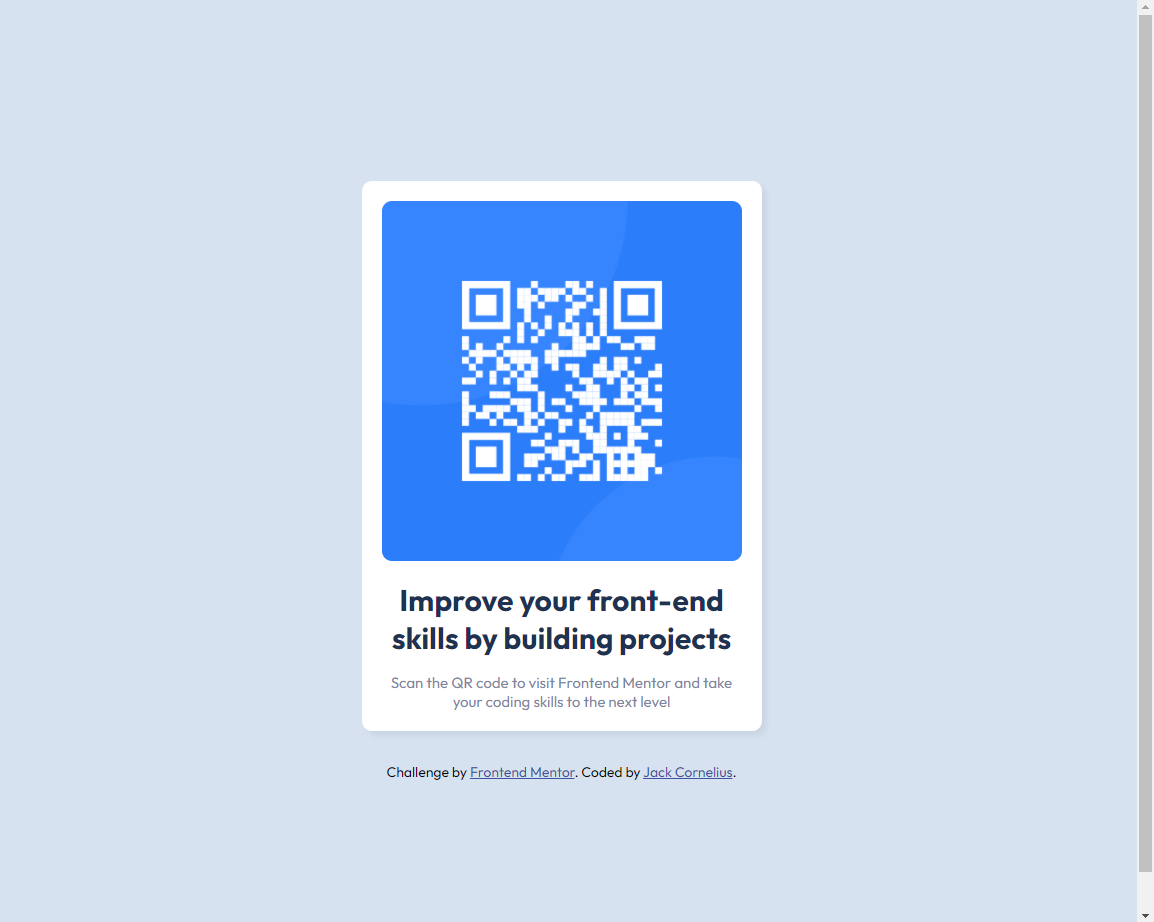 Improve your front-end
skills by building projects
Scan the QR code to visit Frontend Mentor and take
your coding skills to the next level
Challenge by Frontend Mentor. Coded by Jack Cornelius.